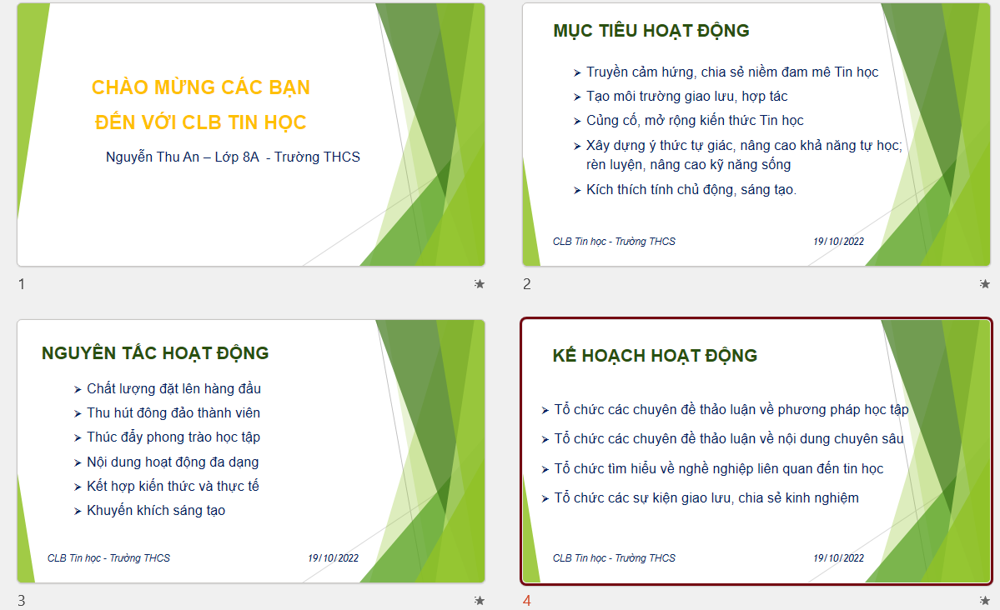 CHÀO MỪNG CÁC BẠN
ĐẾN VỚI CLB TIN HỌC
Nguyễn Thu An – Lớp 8A - Trường THCS
1
MỤC TIÊU HOẠT ĐỘNG
Truyền cảm hứng, chia sẻ niềm đam mê Tin học
Tạo môi trường giao lưu, hợp tác
Củng cố, mở rộng kiến thức Tin học
Xây dựng ý thức tự giác, nâng cao khả năng tự học;
rèn luyện, nâng cao kỹ năng sống
Kích thích tính chủ động, sáng tạo.
CLB Tin học - Trường THCS 19/10/2022
2
NGUYÊN TẮC HOẠT ĐỘNG
Chất lượng đặt lên hàng đầu
Thu hút đông đảo thành viên
Thúc đẩy phong trào học tập
Nội dung hoạt động đa dạng
Kết hợp kiến thức và thực tế
Khuyến khích sáng tạo
CLB Tin học - Trường THCS 19/10/2022
3
KẾ HOẠCH HOẠT ĐỘNG
Tổ chức các chuyên đề thảo luận về phương pháp học tập
Tổ chức các chuyên đề thảo luận về nội dung chuyên sâu
Tổ chức tìm hiểu về nghề nghiệp liên quan đến tin học
Tổ chức các sự kiện giao lưu, chia sẻ kinh nghiệm
CLB Tin học - Trường THCS 19/10/2022
4